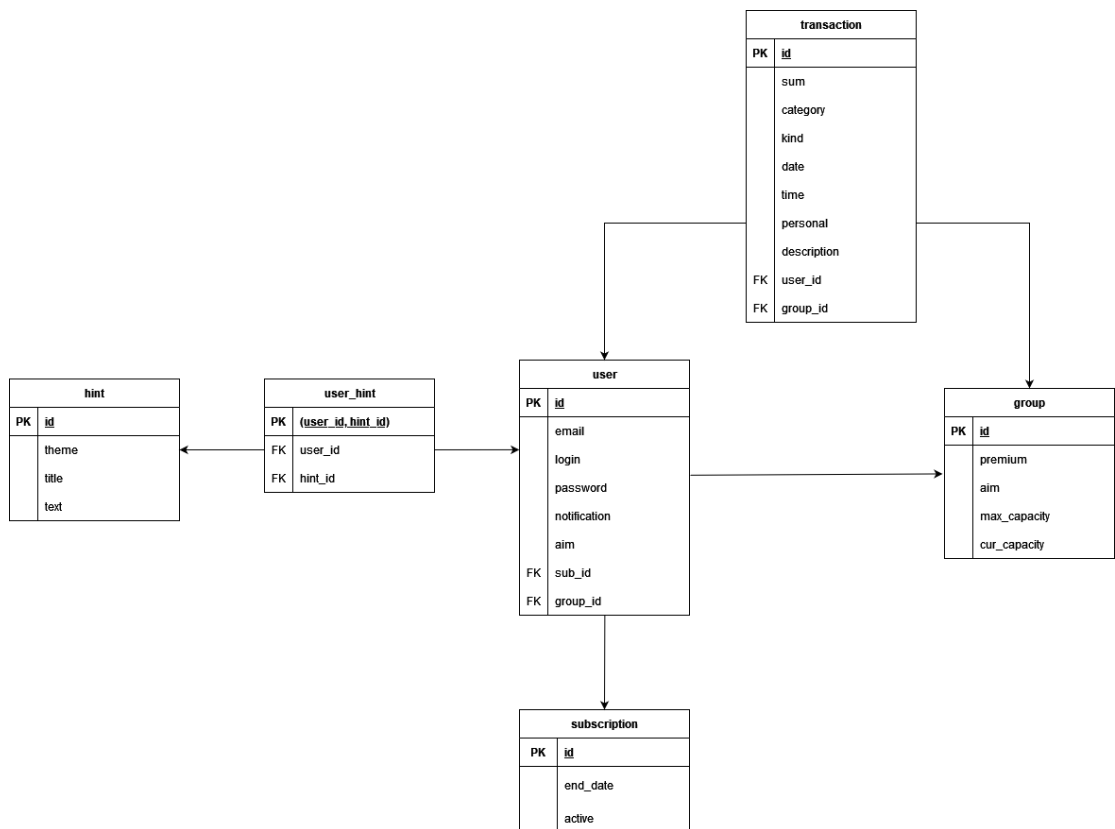 transaction
PK id
sum
category
kind
date
time
personal
description
FK user_id
FK group_id
hint
PK id
theme
title
text
user_hint
PK (user_id, hint_id)
FK user_id
FK hint_id
user
PK id
email
login
password
notification
aim
FK sub_id
FK group_id
group
PK id
premium
aim
max_capacity
cur_capacity
subscription
PK id
end_date
active